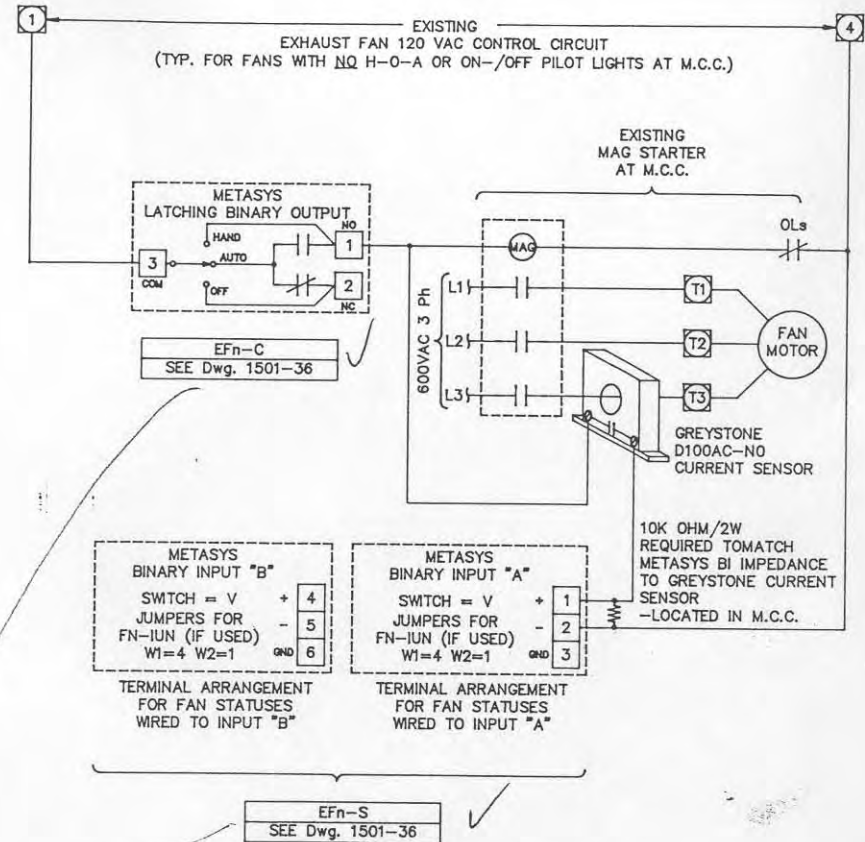 1
4
EXISTING
EXHAUST FAN 120 VAC CONTROL CIRCUIT
(TYP. FOR FANS WITH NO H-O-A OR ON-/OFF PILOT LIGHTS AT M.C.C.)
EXISTING
MAG STARTER
AT M.C.C.
METASYS
LATCHING BINARY OUTPUT
NO
HAND
1
3
AUTO
COM
OFF
2
NC
MAG
OLs
EFn-C
SEE Dwg. 1501-36
600VAC 3 Ph
L1
T1
L2
T2
FAN
MOTOR
L3
T3
GREYSTONE
D100AC-NO
CURRENT SENSOR
10K OHM/2W
REQUIRED TOMATCH
METASYS BI IMPEDANCE
TO GREYSTONE CURRENT
SENSOR
-LOCATED IN M.C.C.
METASYS
BINARY INPUT "B"
SWITCH = V + 4
JUMPERS FOR - 5
FN-IUN (IF USED)
W1=4 W2=1 GND 6
TERMINAL ARRANGEMENT
FOR FAN STATUSES
WIRED TO INPUT "B"
METASYS
BINARY INPUT "A"
SWITCH = V + 1
JUMPERS FOR - 2
FN-IUN (IF USED)
W1=4 W2=1 GND 3
TERMINAL ARRANGEMENT
FOR FAN STATUSES
WIRED TO INPUT "A"
EFn-S
SEE Dwg. 1501-36